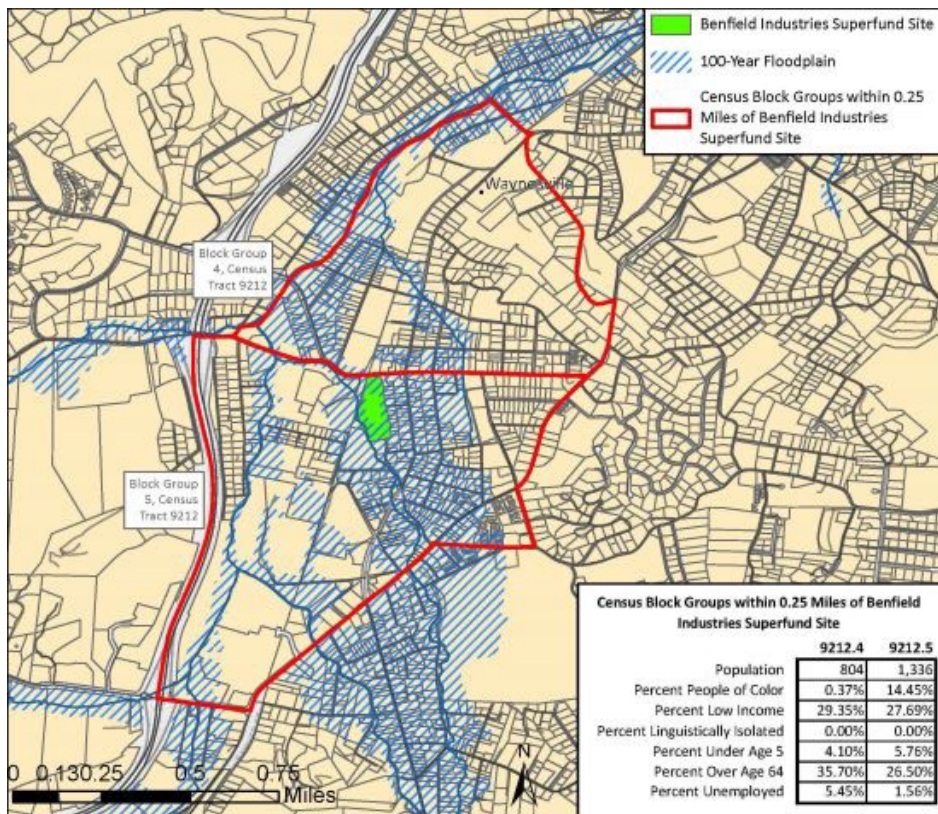 Benfield Industries Superfund Site
100-Year Floodplain
Census Block Groups within 0.25
Miles of Benfield Industries
Superfund Site
Waynesville
Block Group
4, Census
Tract 9212
Block Group
5, Census
Tract 9212
Census Block Groups within 0.25 Miles of Benfield
Industries Superfund Site
9212.4 9212.5
Population 804 1,336
Percent People of Color 0.37% 14.45%
Percent Low Income 29.35% 27.69%
Percent Linguistically Isolated 0.00% 0.00%
Percent Under Age 5 4.10% 5.76%
Percent Over Age 64 35.70% 26.50%
Percent Unemployed 5.45% 1.56%
N
0 0.130.25 0.5 0.75
Miles